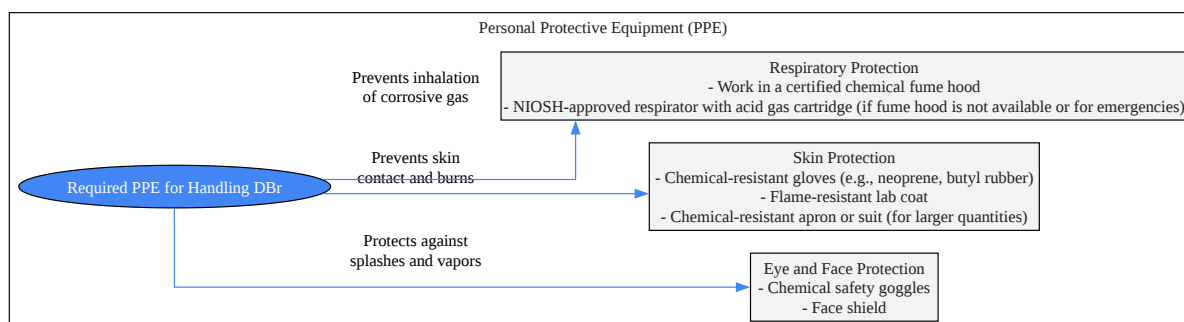 Personal Protective Equipment (PPE)
Prevents inhalation
of corrosive gas
Respiratory Protection
- Work in a certified chemical fume hood
- NIOSH-approved respirator with acid gas cartridge (if fume hood is not available or for emergencies)
Required PPE for Handling DBr
Prevents skin
contact and burns
Skin Protection
- Chemical-resistant gloves (e.g., neoprene, butyl rubber)
- Flame-resistant lab coat
- Chemical-resistant apron or suit (for larger quantities)
Protects against
splashes and vapors
Eye and Face Protection
- Chemical safety goggles
- Face shield